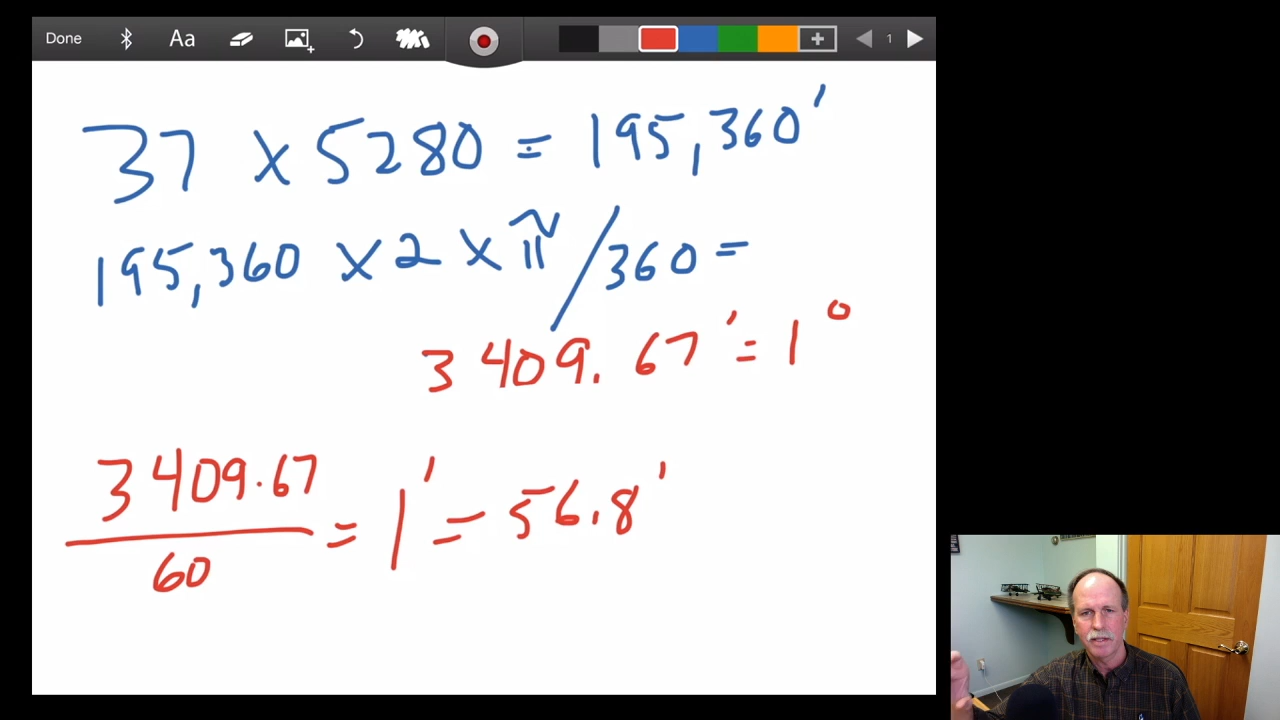 Done Aa 1
37 x 5280 = 195,360'
195,360 x 2 x π / 360 =
3409.67' = 1°
3409.67
60
= 1' = 56.8'